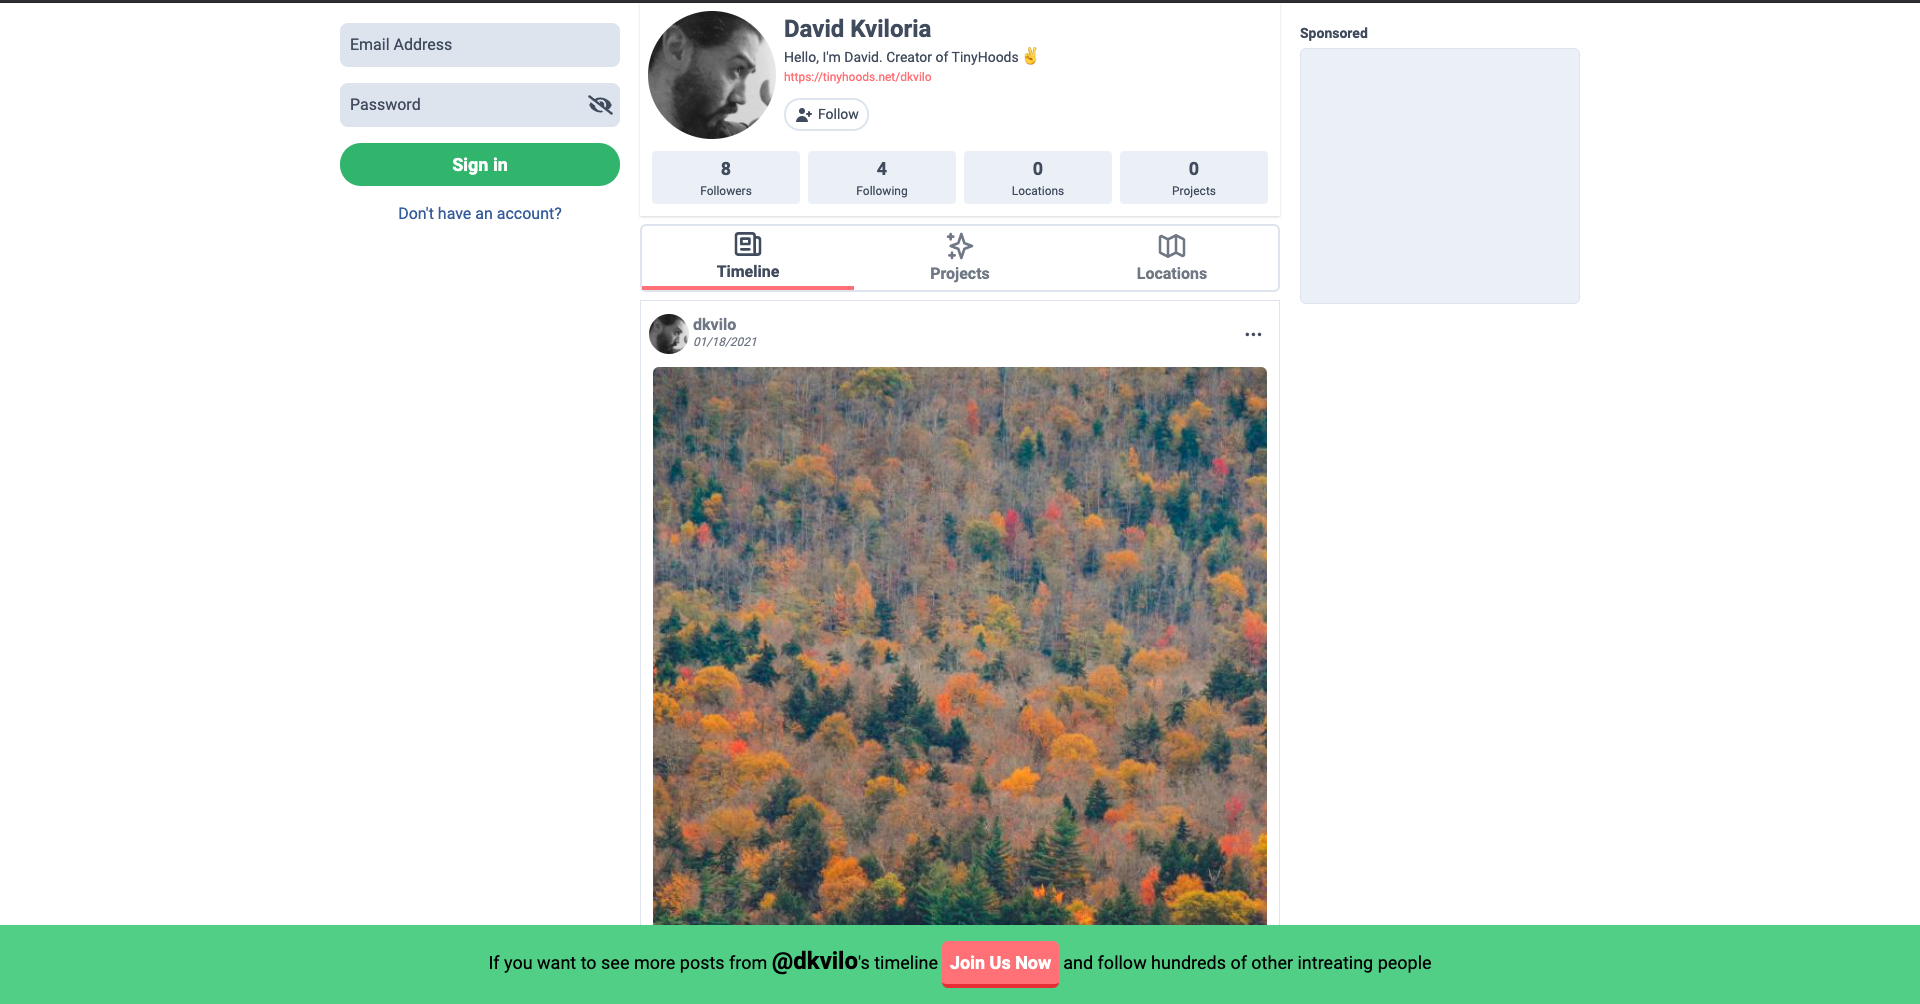 Email Address
Password
Sign in
Don't have an account?
David Kviloria
Hello, I'm David. Creator of TinyHoods ✌
https://tinyhoods.net/dkvilo
Follow
8
Followers
4
Following
0
Locations
0
Projects
Timeline
Projects
Locations
dkvilo
01/18/2021
Sponsored
If you want to see more posts from @dkvilo's timeline Join Us Now and follow hundreds of other intreating people